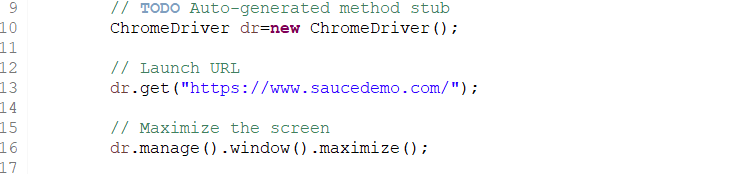 9 // TODO Auto-generated method stub
10 ChromeDriver dr=new ChromeDriver();
11
12 // Launch URL
13 dr.get("https://www.saucedemo.com/");
14
15 // Maximize the screen
16 dr.manage().window().maximize();
17